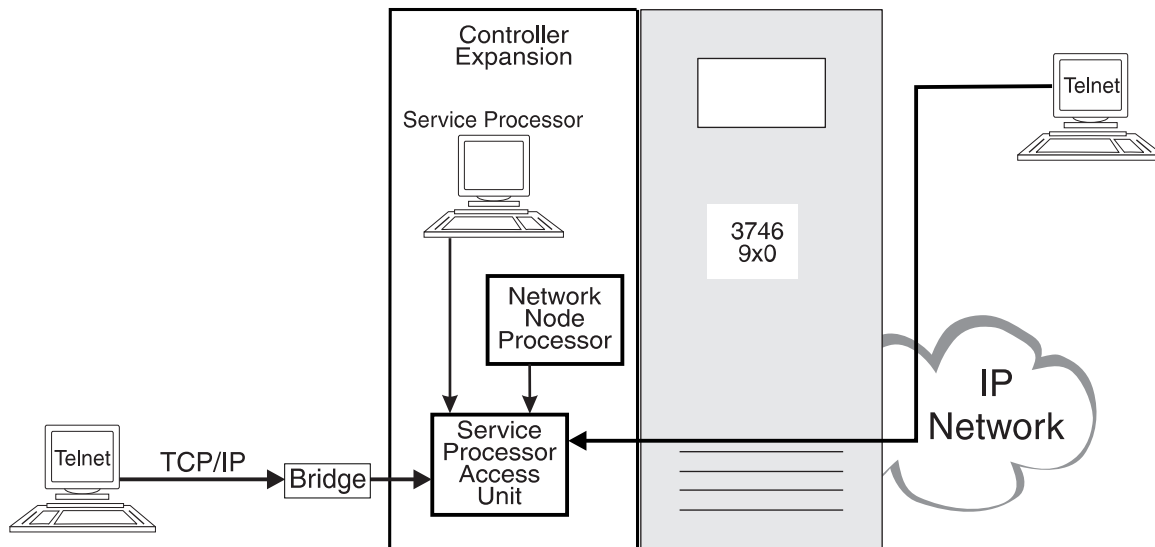 Controller
Expansion
Service Processor
Telnet
3746
9x0
Network
Node
Processor
IP
Network
Service
Processor
Access
Unit
Telnet
TCP/IP
Bridge